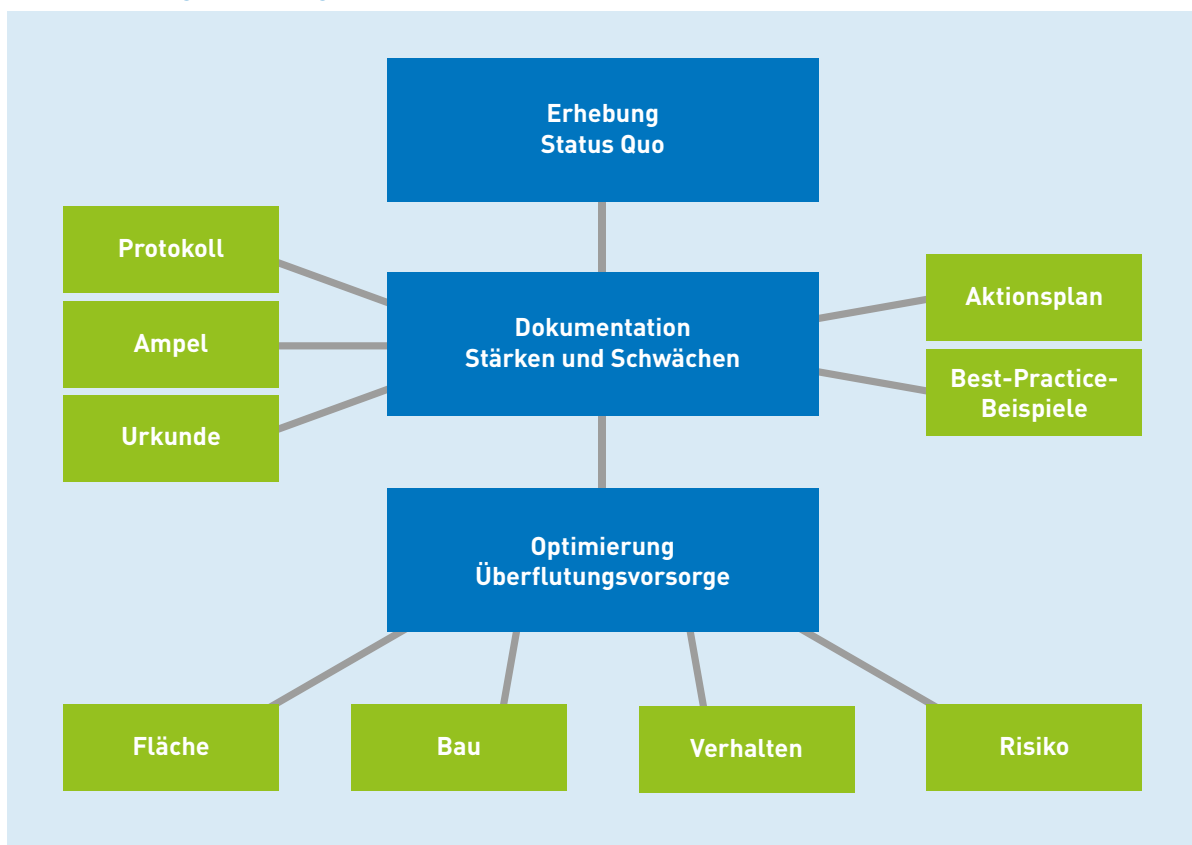 Erhebung
Status Quo
Protokoll
Ampel
Urkunde
Dokumentation
Stärken und Schwächen
Aktionsplan
Best-Practice-
Beispiele
Optimierung
Überflutungsvorsorge
Fläche
Bau
Verhalten
Risiko